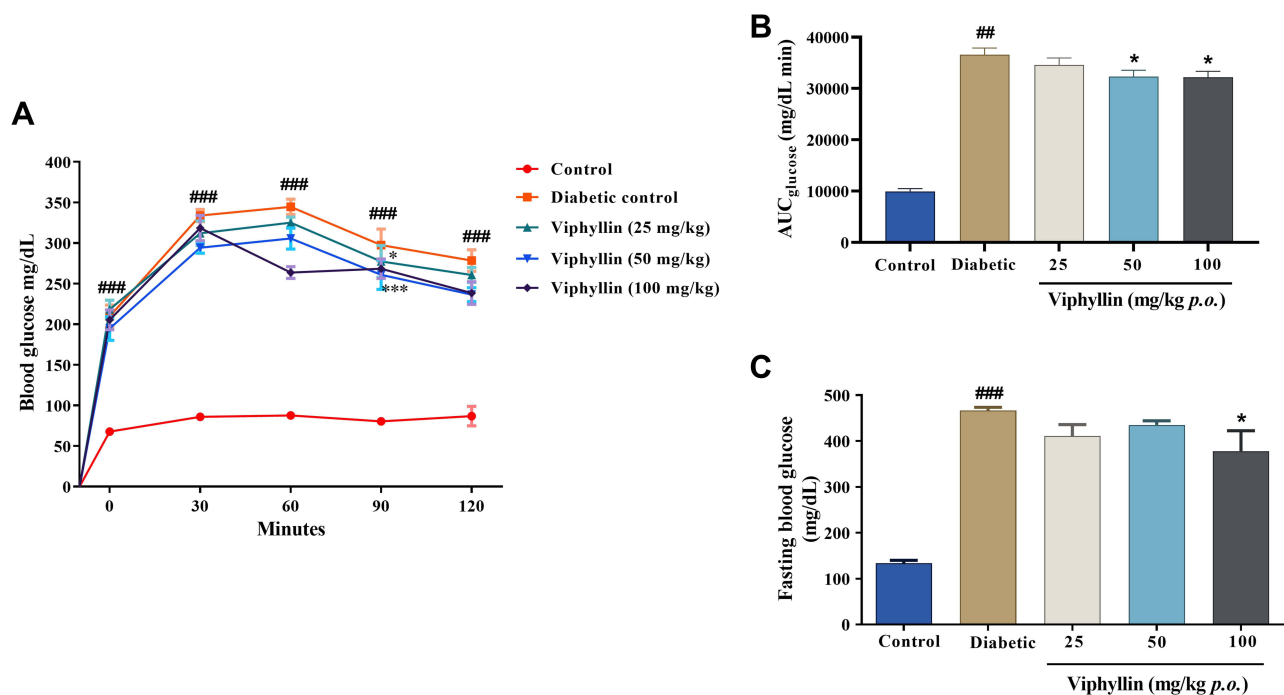 A
Blood glucose mg/dL
400
350
300
250
200
150
100
50
0
###
###
###
###
###
*
***
0 30 60 90 120
Minutes
Control
Diabetic control
Viphyllin (25 mg/kg)
Viphyllin (50 mg/kg)
Viphyllin (100 mg/kg)
B
AUCglucose (mg/dL min)
40000
30000
20000
10000
0
##
*
*
Control Diabetic 25 50 100
Viphyllin (mg/kg p.o.)
C
Fasting blood glucose
(mg/dL)
500
400
300
200
100
0
###
*
Control Diabetic 25 50 100
Viphyllin (mg/kg p.o.)